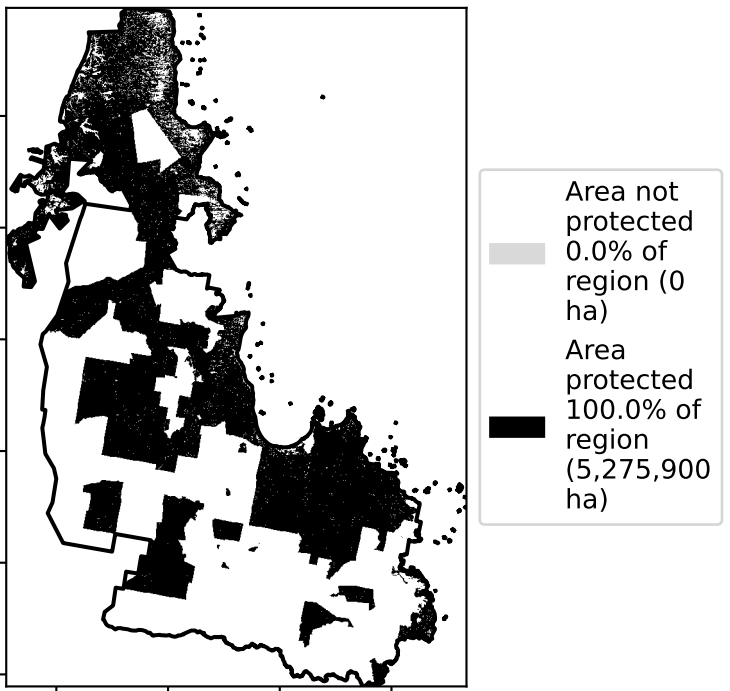 Area not
protected
0.0% of
region (0
ha)
Area
protected
100.0% of
region
(5,275,900
ha)